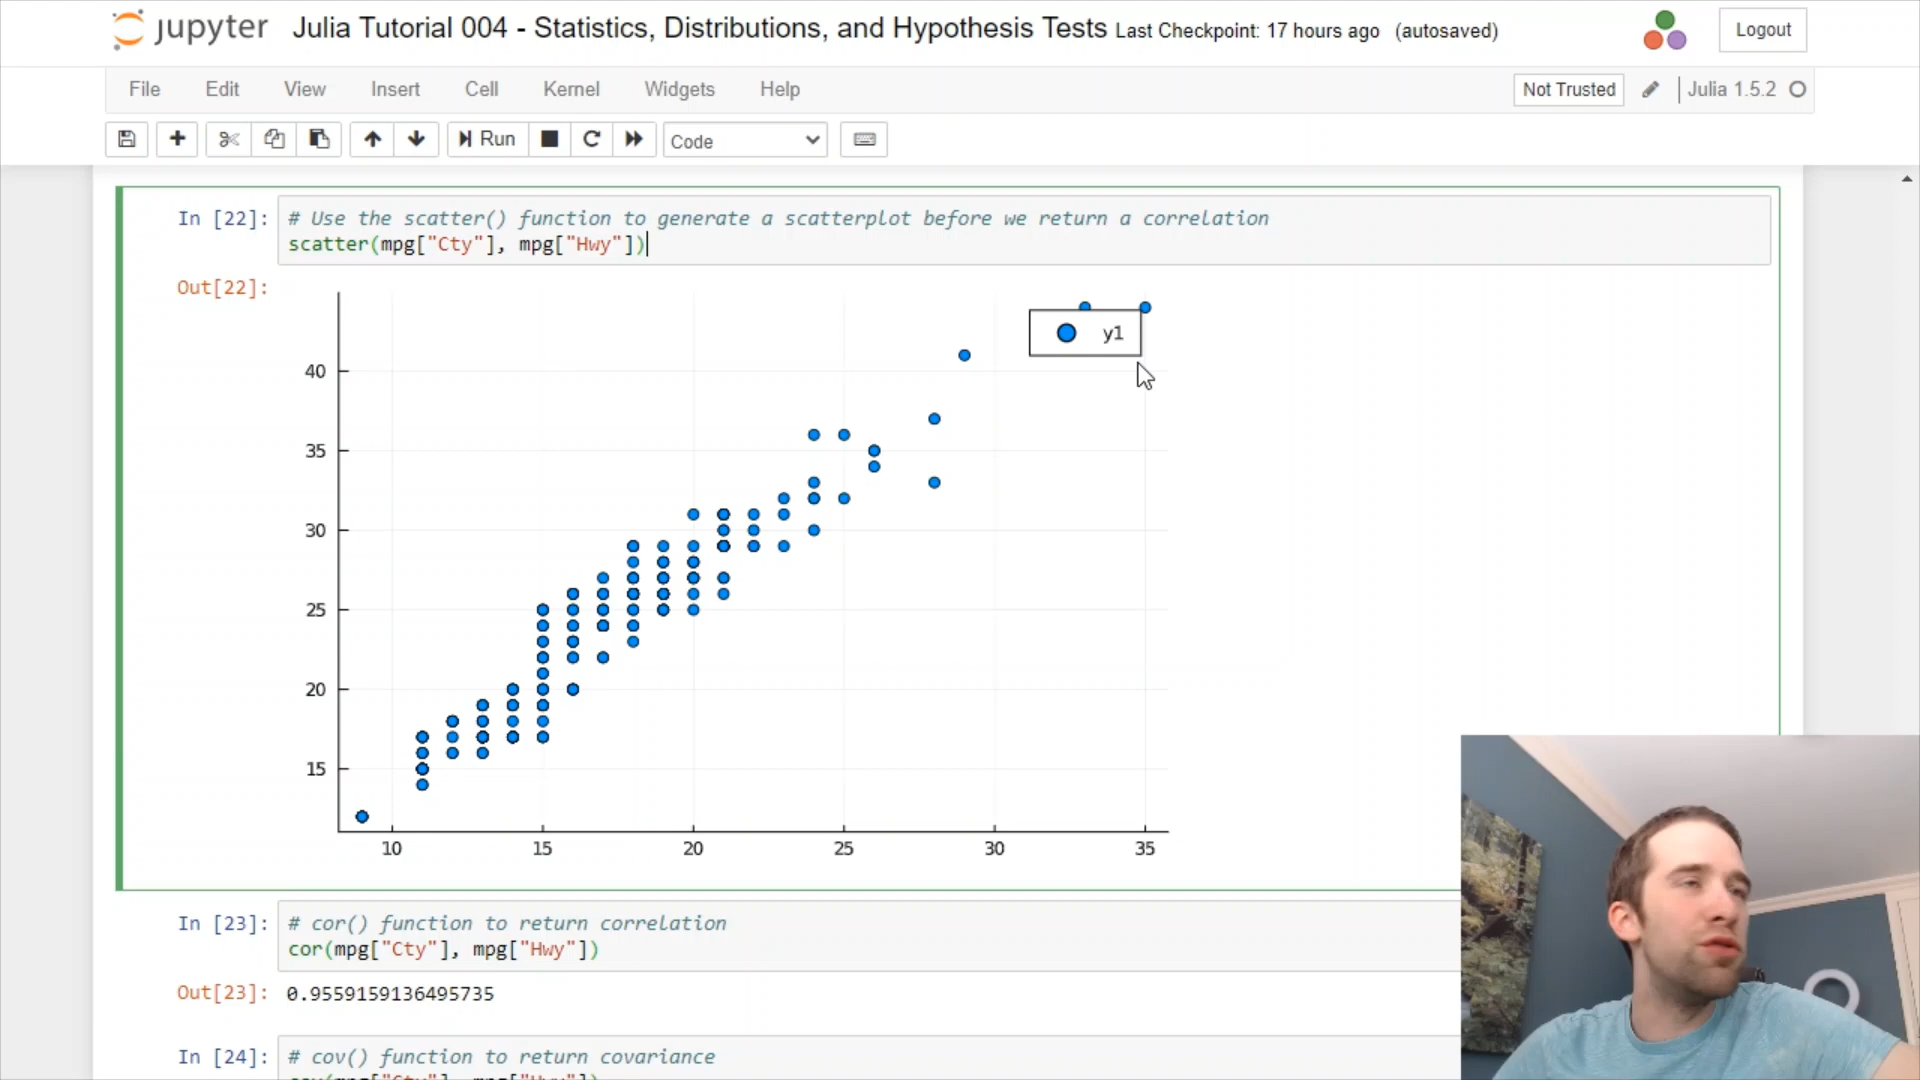 jupyter Julia Tutorial 004 - Statistics, Distributions, and Hypothesis Tests Last Checkpoint: 17 hours ago (autosaved) Logout
File Edit View Insert Cell Kernel Widgets Help Not Trusted Julia 1.5.2
Run Code
In [22]: # Use the scatter() function to generate a scatterplot before we return a correlation
scatter(mpg["Cty"], mpg["Hwy"])
Out[22]:
y1
40
35
30
25
20
15
10 15 20 25 30 35
In [23]: # cor() function to return correlation
cor(mpg["Cty"], mpg["Hwy"])
Out[23]: 0.9559159136495735
In [24]: # cov() function to return covariance